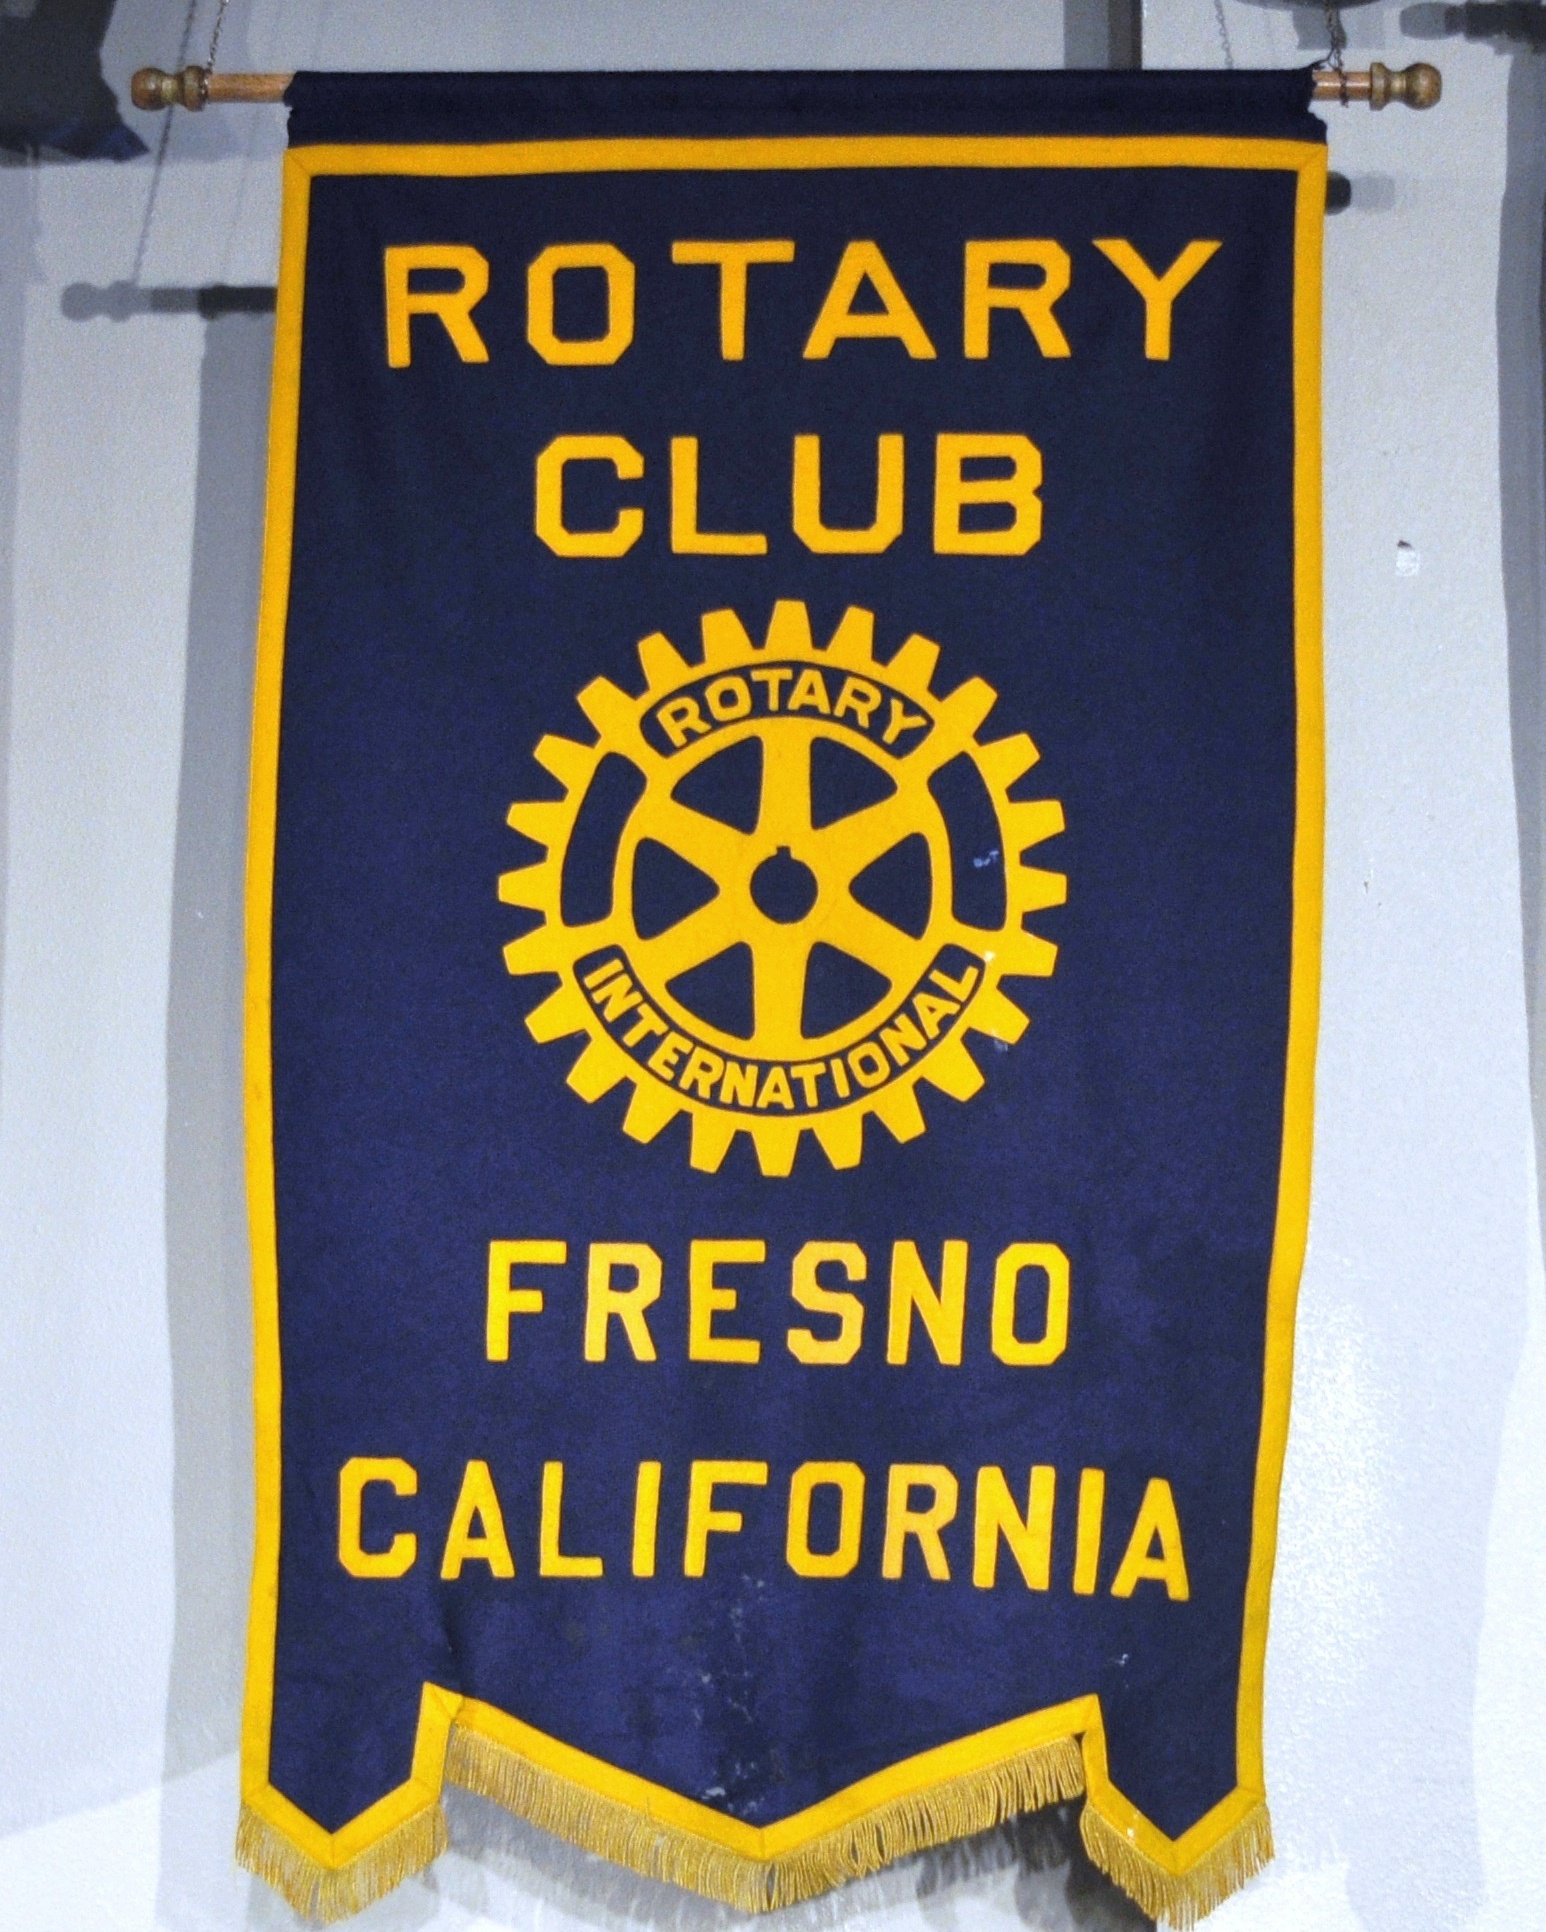 ROTARY
CLUB
ROTARY
INTERNATIONAL
FRESNO
CALIFORNIA